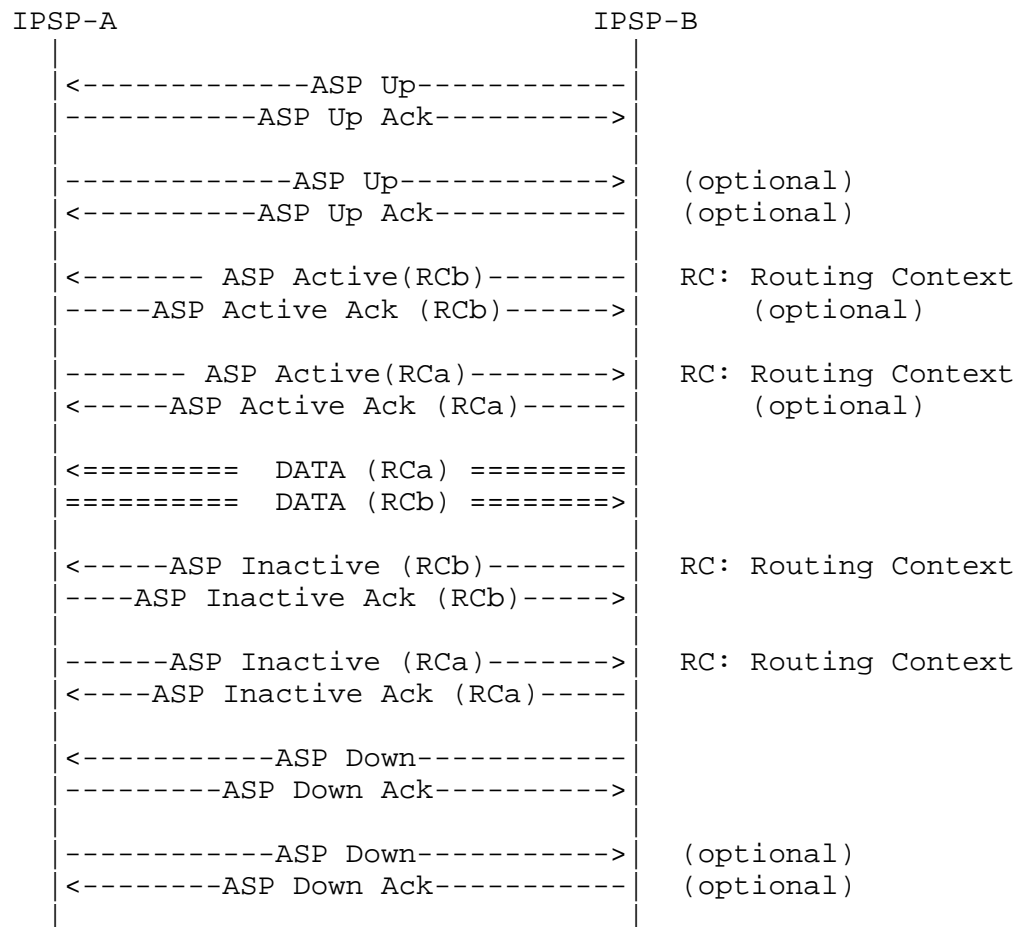 IPSP-A                                IPSP-B
|<-------------ASP Up------------|
|-----------ASP Up Ack---------->|
|-------------ASP Up------------>|  (optional)
|<----------ASP Up Ack-----------|  (optional)
|<------- ASP Active(RCb)--------|  RC: Routing Context
|-----ASP Active Ack (RCb)------>|      (optional)
|------- ASP Active(RCa)-------->|  RC: Routing Context
|<-----ASP Active Ack (RCa)------|      (optional)
|<=========  DATA (RCa) =========|
|==========  DATA (RCb) ========>|
|<-----ASP Inactive (RCb)--------|  RC: Routing Context
|----ASP Inactive Ack (RCb)----->|
|------ASP Inactive (RCa)------->|  RC: Routing Context
|<----ASP Inactive Ack (RCa)-----|
|<-----------ASP Down------------|
|---------ASP Down Ack---------->|
|------------ASP Down----------->|  (optional)
|<--------ASP Down Ack-----------|  (optional)